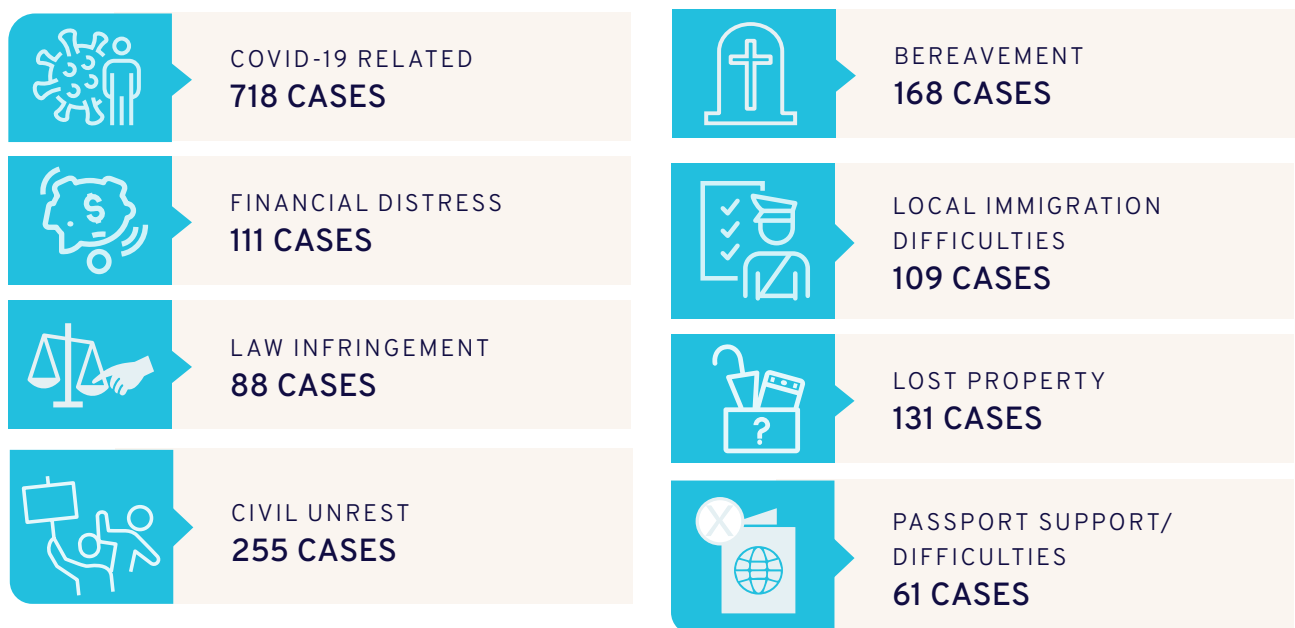 COVID-19 RELATED
718 CASES
FINANCIAL DISTRESS
111 CASES
$
LAW INFRINGEMENT
88 CASES
CIVIL UNREST
255 CASES
BEREAVEMENT
168 CASES
LOCAL IMMIGRATION
DIFFICULTIES
109 CASES
LOST PROPERTY
131 CASES
?
PASSPORT SUPPORT/
DIFFICULTIES
61 CASES
X